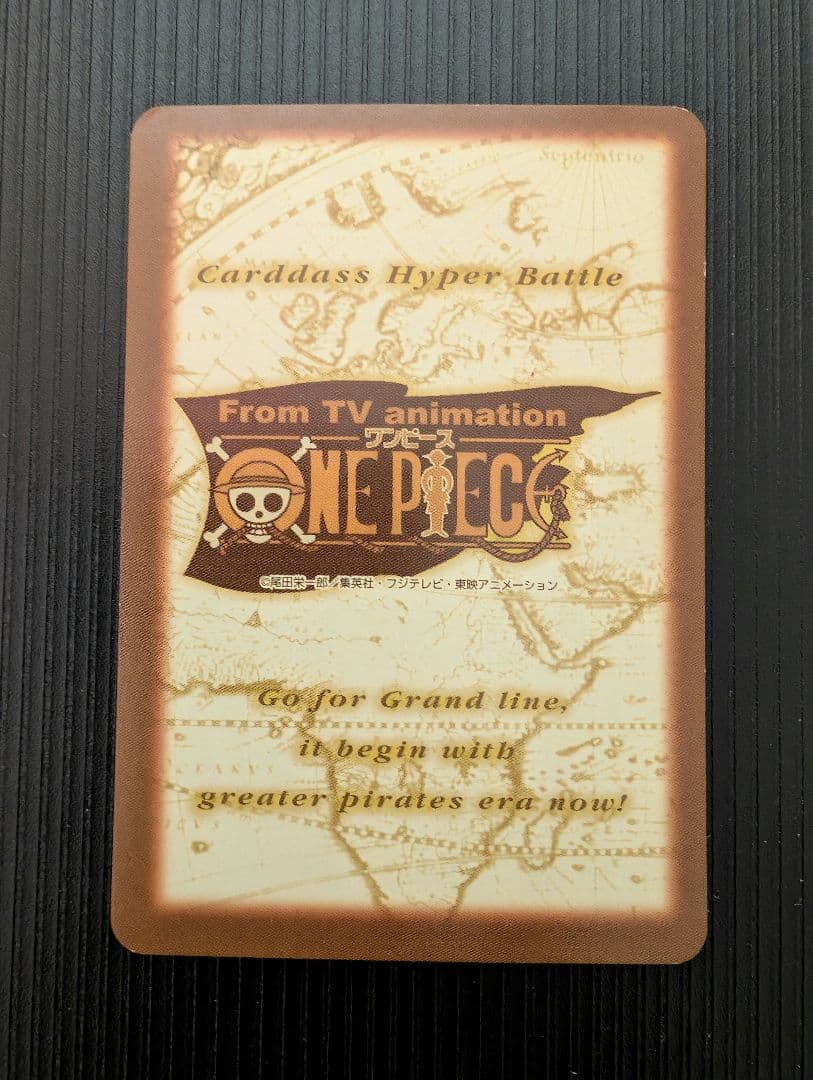 Septentrio
Carddass Hyper Battle
From TV animation
ワンピース
ONE PIECE
©尾田栄一郎／集英社・フジテレビ・東映アニメーション
Go for Grand line,
it begin with
greater pirates era now!